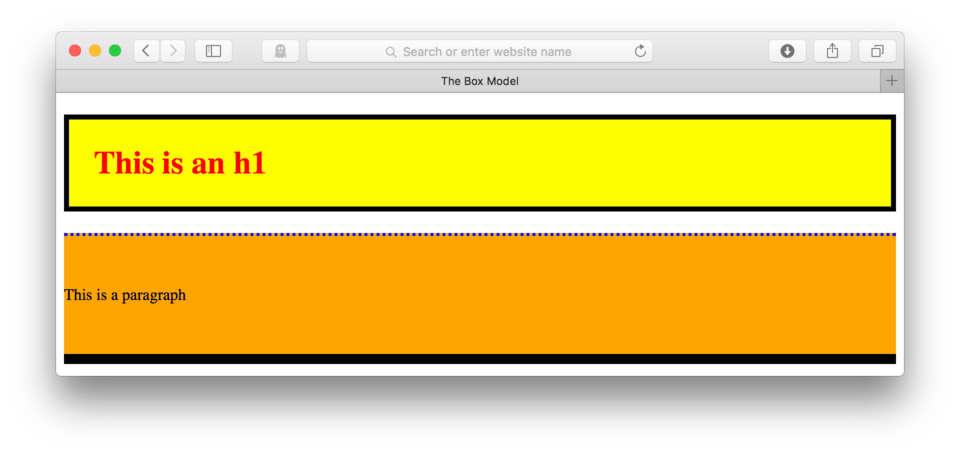 Search or enter website name
The Box Model
This is an h1
This is a paragraph